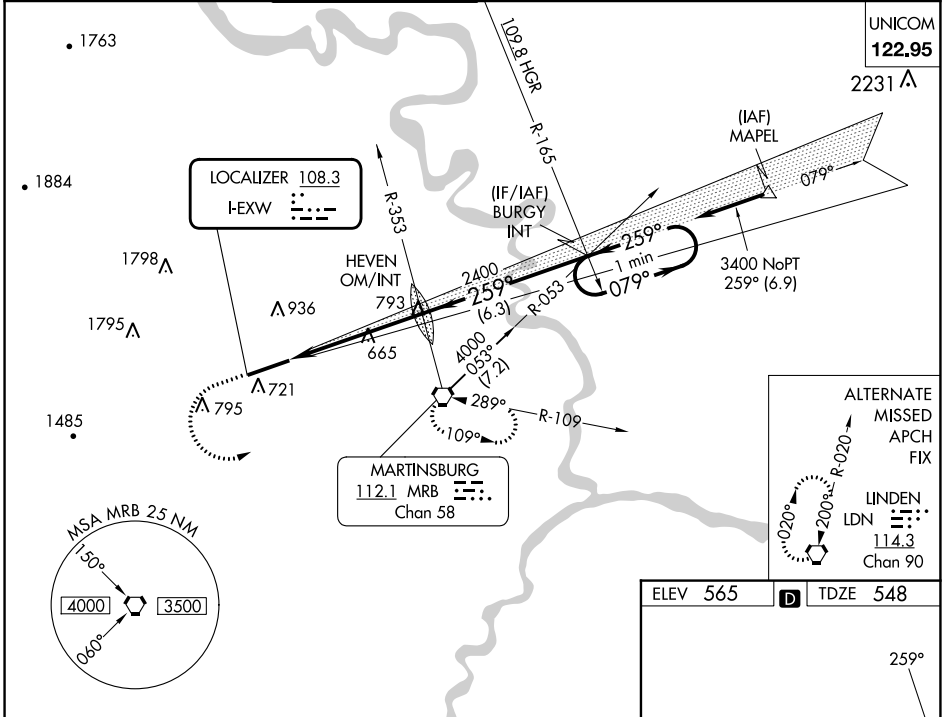 1763
UNICOM
122.95
2231
109.8 HGR
R-165
(IAF)
MAPEL
079°
1884
LOCALIZER 108.3
I-EXW
R-353
(IF/IAF)
BURGY
INT
259°
1 min
079°
3400 NoPT
259° (6.9)
HEVEN
OM/INT
1798
2400
259°
(6.3)
R-053
793
936
1795
665
4000
053°
(7.2)
721
795
1485
289°
R-109
109°
MARTINSBURG
112.1 MRB
Chan 58
ALTERNATE
MISSED
APCH
FIX
R-020
020°
200°
LINDEN
LDN
114.3
Chan 90
MSA MRB 25 NM
150°
4000
3500
060°
ELEV 565
D
TDZE 548
259°